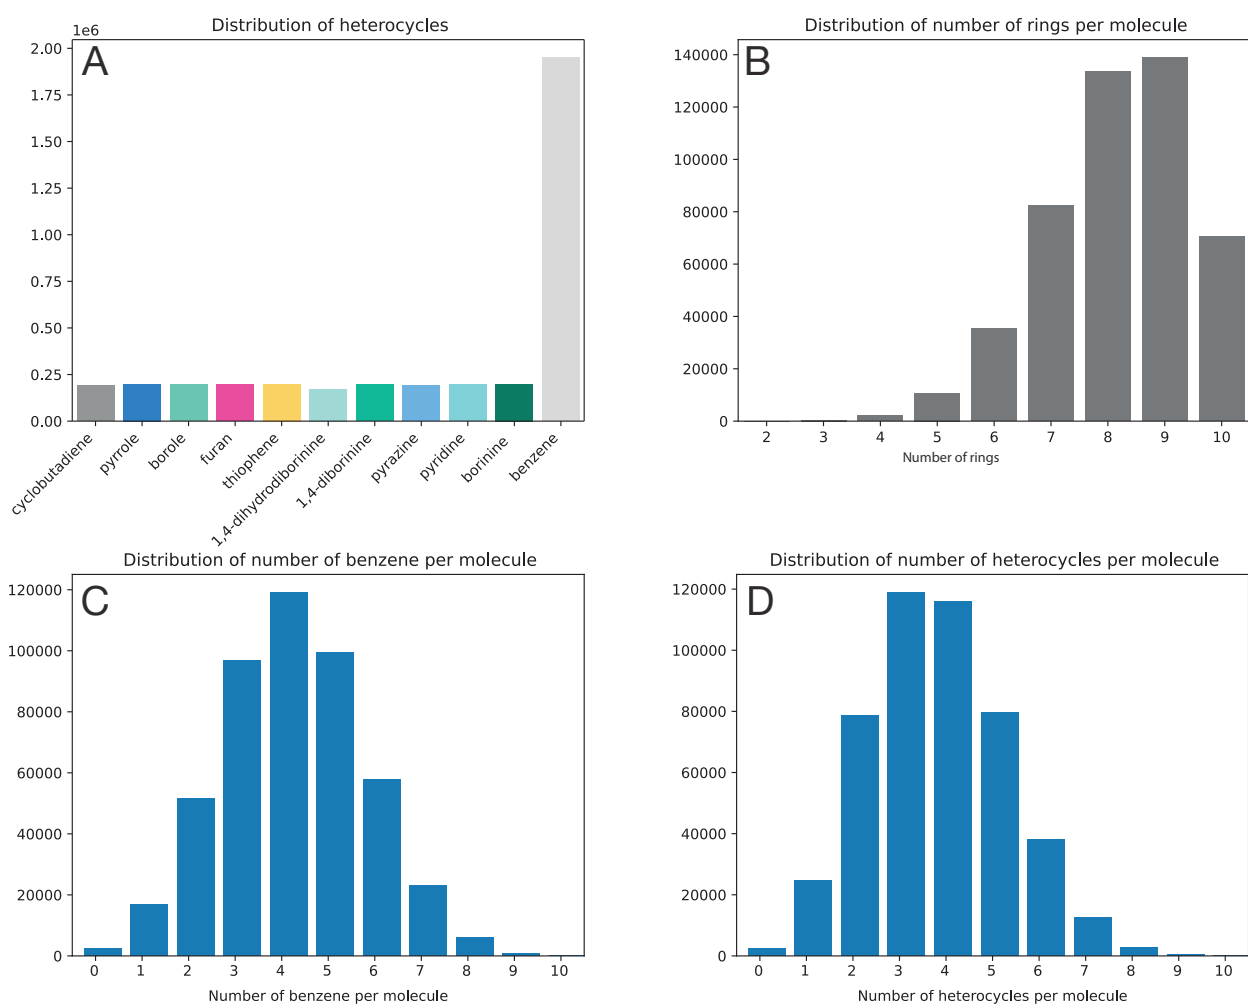 Distribution of heterocycles
1e6
A
2.00
1.75
1.50
1.25
1.00
0.75
0.50
0.25
0.00
cyclobutadiene
pyrrole
borole
furan
thiophene
1,4-dihydrodiborinine
1,4-diborinine
pyrazine
pyridine
borinine
benzene
Distribution of number of rings per molecule
B
140000
120000
100000
80000
60000
40000
20000
0
2 3 4 5 6 7 8 9 10
Number of rings
Distribution of number of benzene per molecule
C
120000
100000
80000
60000
40000
20000
0
0 1 2 3 4 5 6 7 8 9 10
Number of benzene per molecule
Distribution of number of heterocycles per molecule
D
120000
100000
80000
60000
40000
20000
0
0 1 2 3 4 5 6 7 8 9 10
Number of heterocycles per molecule